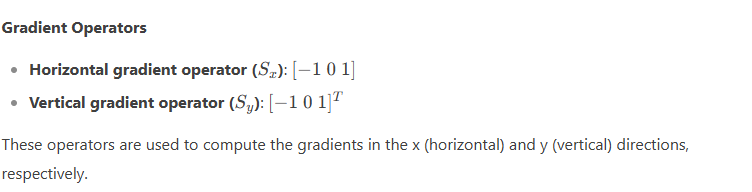 Gradient Operators
• Horizontal gradient operator (Sₓ): [−1 0 1]
• Vertical gradient operator (S_y): [−1 0 1]ᵀ
These operators are used to compute the gradients in the x (horizontal) and y (vertical) directions,
respectively.